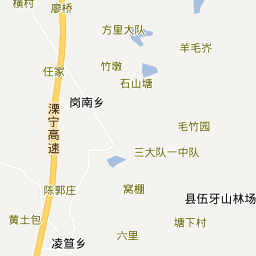 横村
廖桥
方里大队
羊毛岕
竹墩
任家
石山塘
岗南乡
溧宁高速
毛竹园
三大队一中队
陈郭庄
窝棚
县伍牙山林场
黄土包
塘下村
六里
凌笪乡